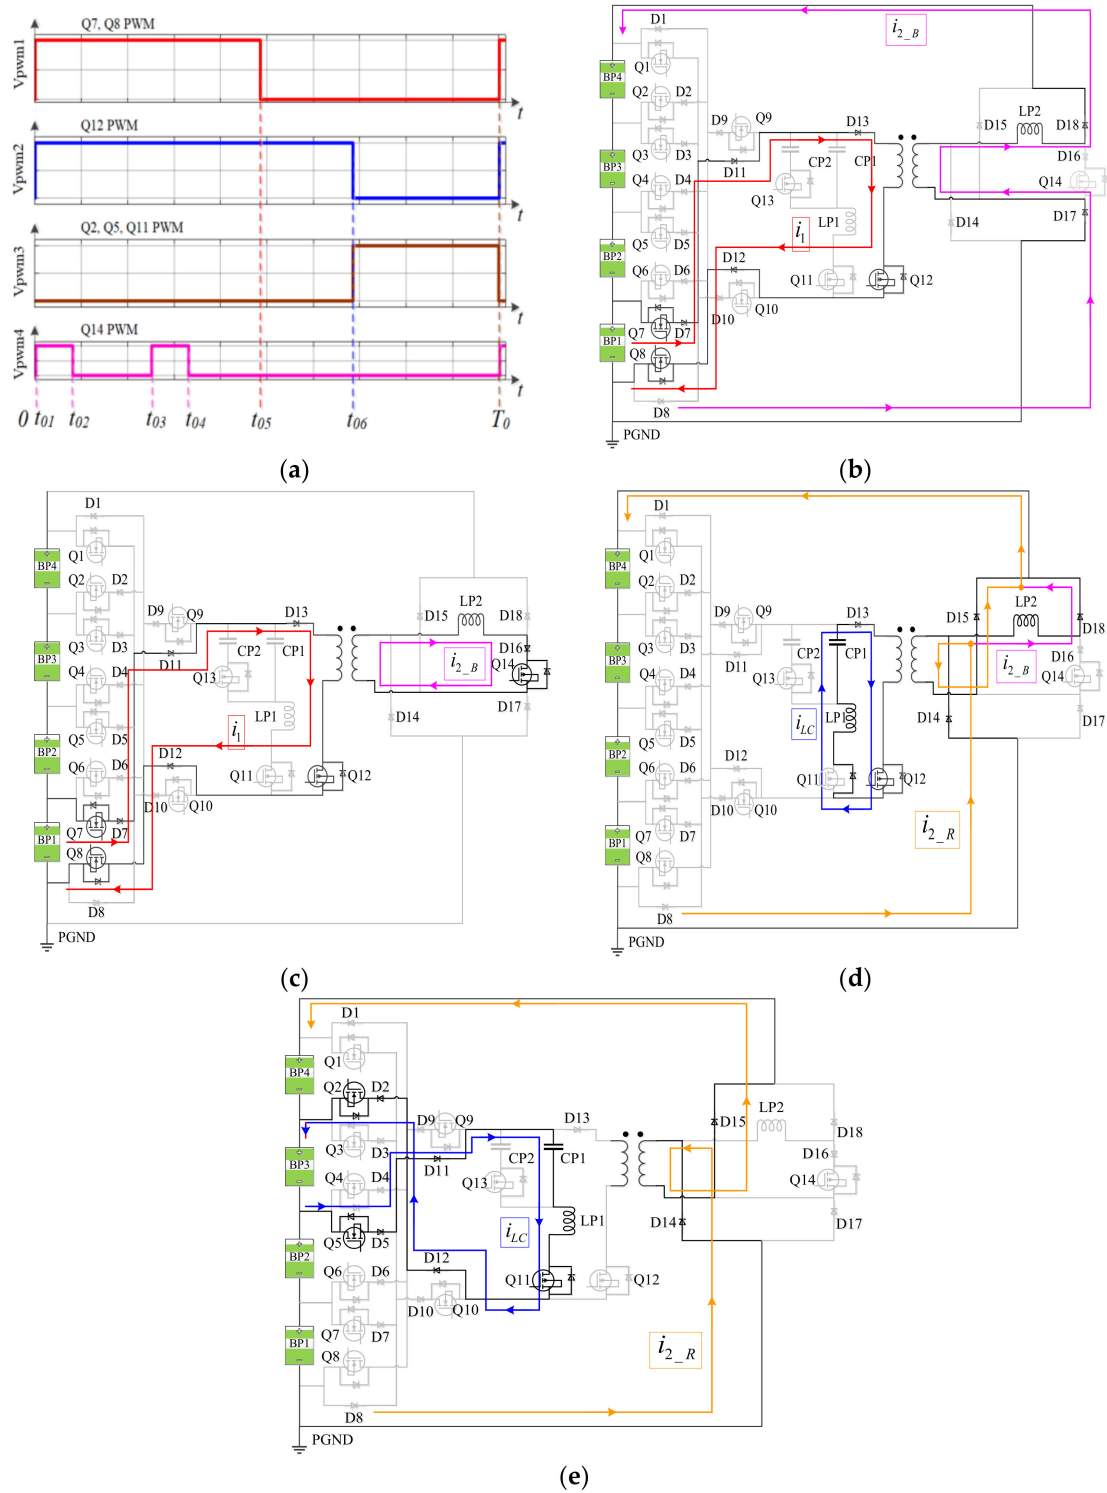 Q7, Q8 PWM
Vpwm1
t
Q12 PWM
Vpwm2
t
Q2, Q5, Q11 PWM
Vpwm3
t
Q14 PWM
Vpwm4
t
0 t01 t02 t03 t04 t05 t06 T0
(a)
D1
i2_B
Q1
BP4
Q2 D2
LP2
D9 Q9 D13 D15 D18
Q3 D3
BP3
D11 CP2 CP1 D16
Q4 D4
Q13 Q14
D17
D14
LP1
i1
Q5 D5
BP2
D12
Q6 D6
Q11 Q12
D10 Q10
BP1
Q7 D7
Q8
D8
PGND
(b)
D1
Q1
BP4
Q2 D2
LP2
D9 Q9 D13 D15 D18
Q3 D3
BP3
D11 CP2 CP1 D16
i2_B
Q14
Q4 D4
Q13
D17
LP1
D14
i1
Q5 D5
BP2
D12
Q6 D6
Q11 Q12
D10 Q10
BP1
Q7 D7
Q8
D8
PGND
(c)
D1
Q1
BP4
Q2 D2
LP2
D9 Q9 D13 D15 D18
Q3 D3
BP3
D11 CP2 CP1 D16
i2_B
Q14
Q4 D4
Q13
D17
LP1
D14
iLC
Q5 D5
BP2
D12
Q6 D6
Q11 Q12
D10 Q10
i2_R
BP1
Q7 D7
Q8
D8
PGND
(d)
D1
Q1
BP4
Q2 D2
LP2
D9 Q9 D13 D15 D18
Q3 D3
BP3
D11 CP2 CP1 D16
Q4 D4
Q13 Q14
D17
LP1 D14
iLC
Q5 D5
BP2
D12
Q6 D6
Q11 Q12
D10 Q10
BP1
Q7 D7
i2_R
Q8
D8
PGND
(e)